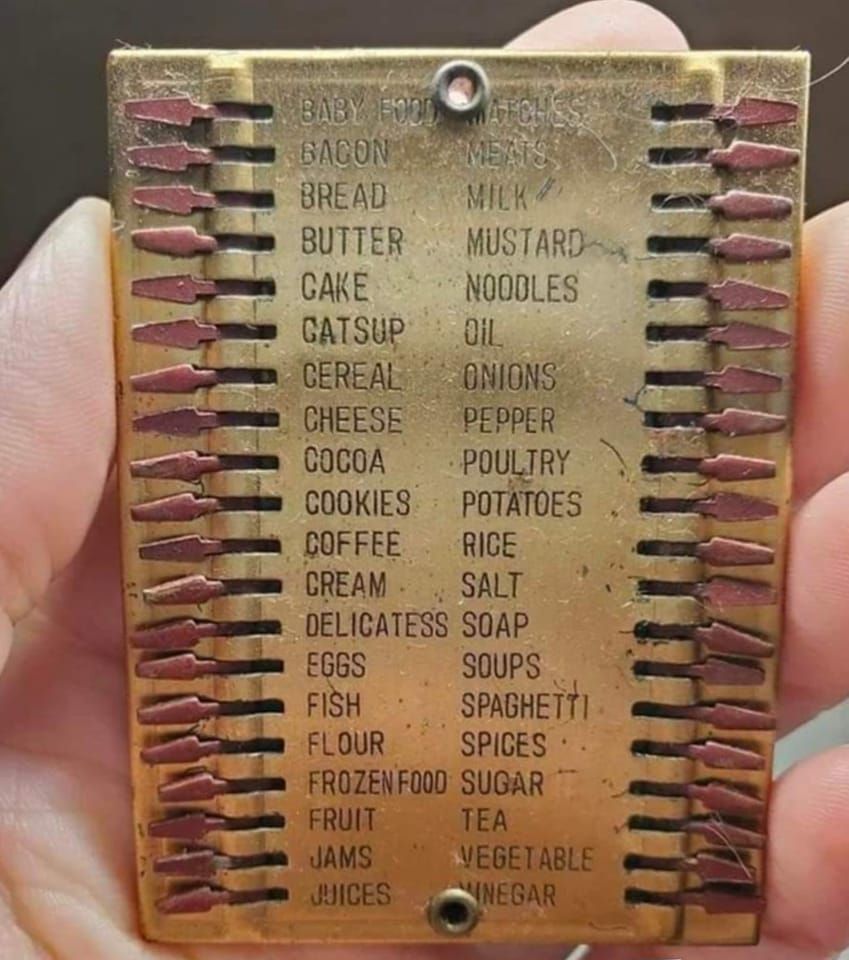 BABY FOOD MATCHES
BACON MEATS
BREAD MILK
BUTTER MUSTARD
CAKE NOODLES
CATSUP OIL
CEREAL ONIONS
CHEESE PEPPER
COCOA POULTRY
COOKIES POTATOES
COFFEE RICE
CREAM SALT
DELICATESS SOAP
EGGS SOUPS
FISH SPAGHETTI
FLOUR SPICES
FROZEN FOOD SUGAR
FRUIT TEA
JAMS VEGETABLE
JUICES VINEGAR